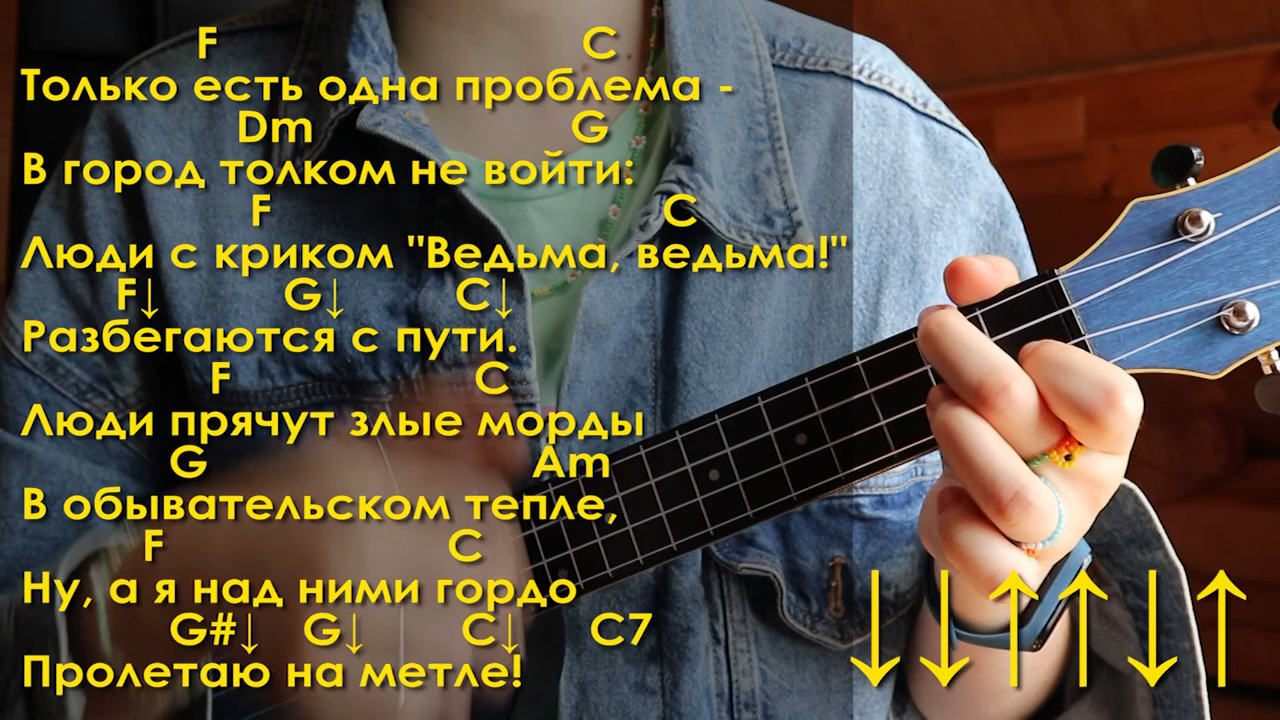 F C
Только есть одна проблема -
Dm G
В город толком не войти:
F C
Люди с криком "Ведьма, ведьма!"
F↓ G↓ C↓
Разбегаются с пути.
F C
Люди прячут злые морды
G Am
В обывательском тепле,
F C
Ну, а я над ними гордо
G#↓ G↓ C↓ C7
Пролетаю на метле!
↓↓↑↑↓↑